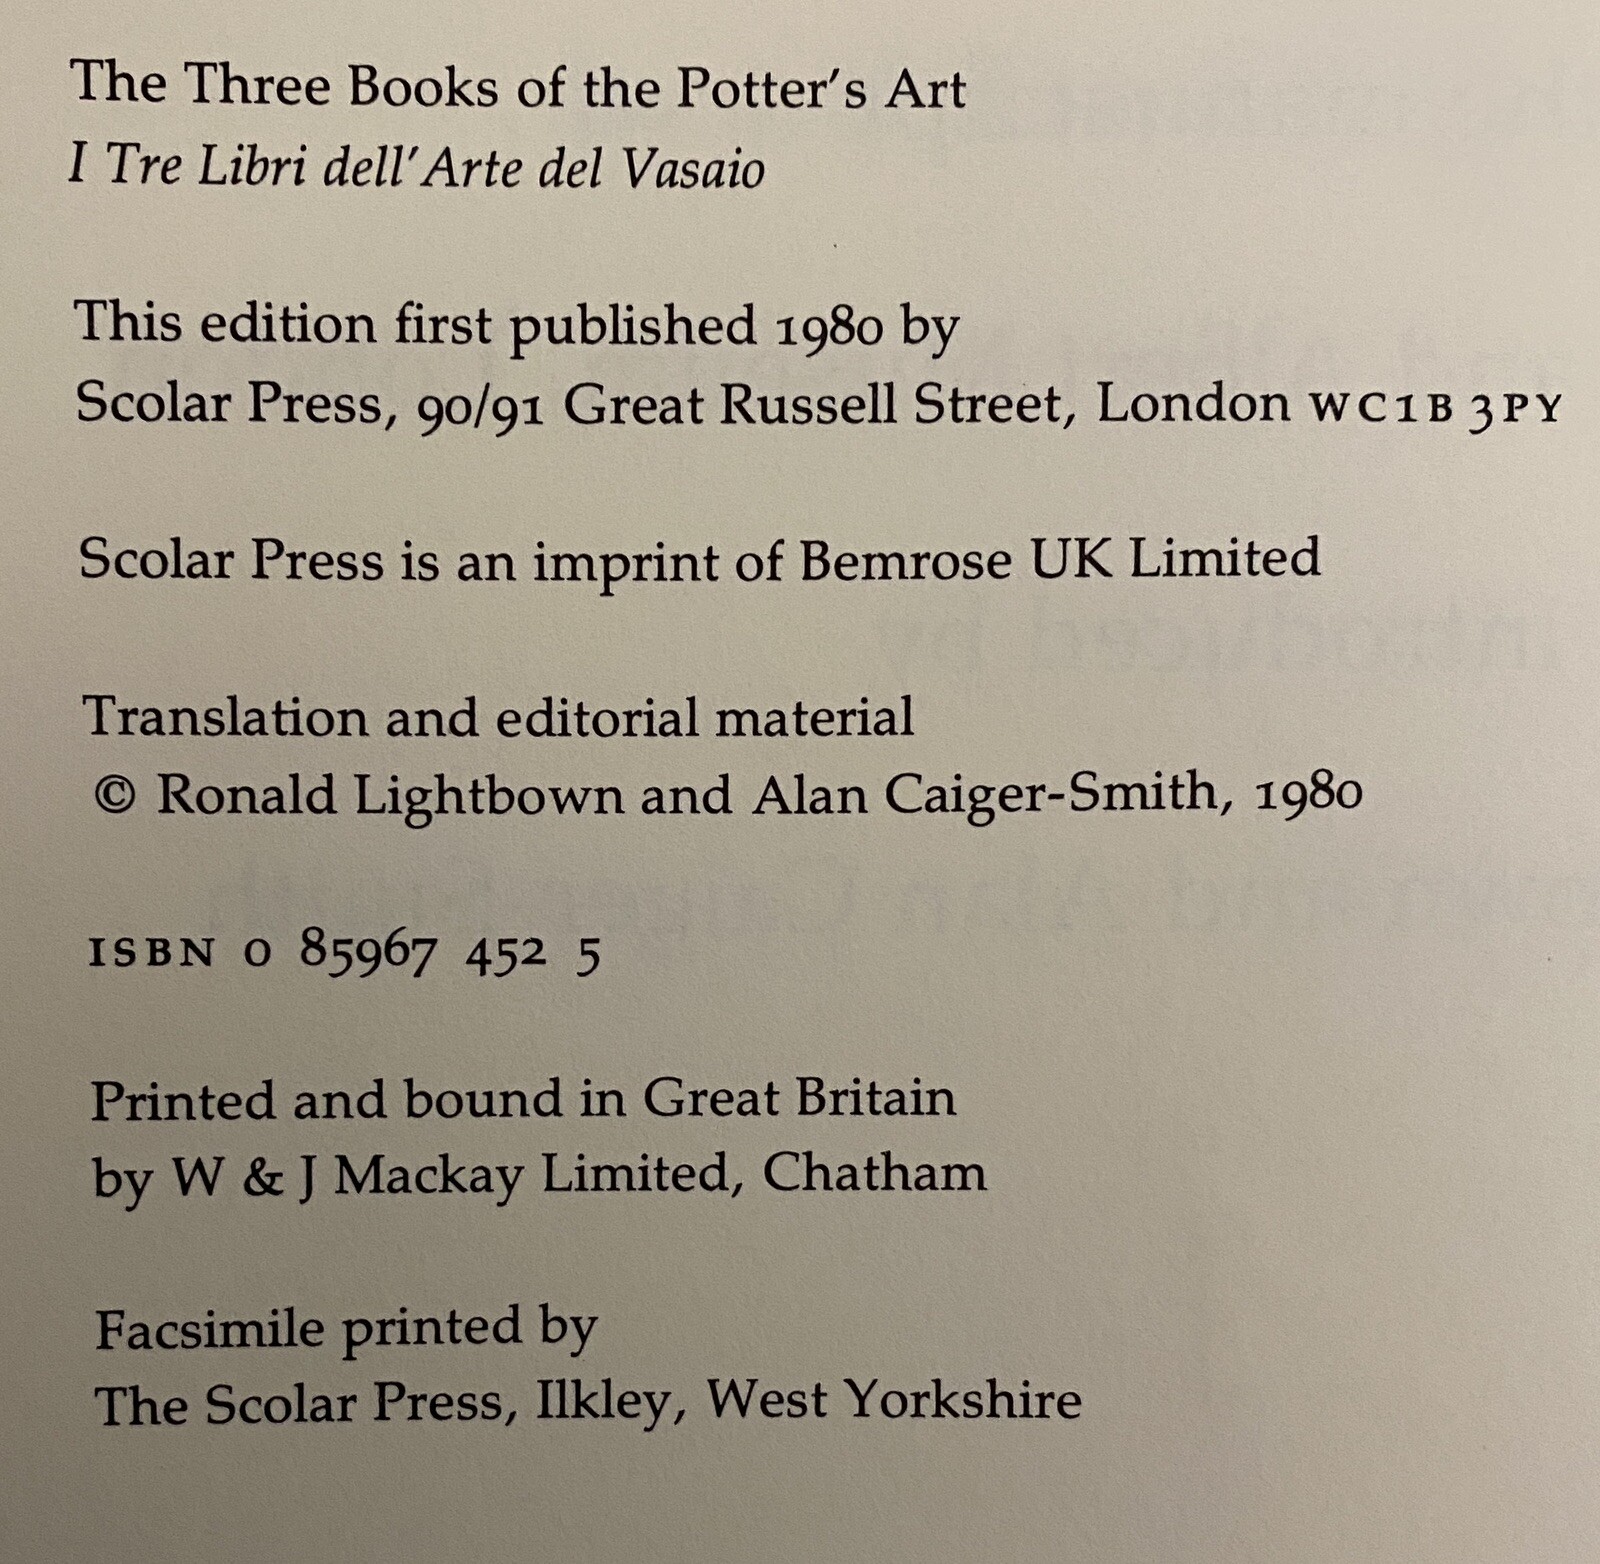 The Three Books of the Potter's Art
I Tre Libri dell'Arte del Vasaio
This edition first published 1980 by
Scolar Press, 90/91 Great Russell Street, London WC1B 3PY
Scolar Press is an imprint of Bemrose UK Limited
Translation and editorial material
© Ronald Lightbown and Alan Caiger-Smith, 1980
ISBN 0 85967 452 5
Printed and bound in Great Britain
by W & J Mackay Limited, Chatham
Facsimile printed by
The Scolar Press, Ilkley, West Yorkshire